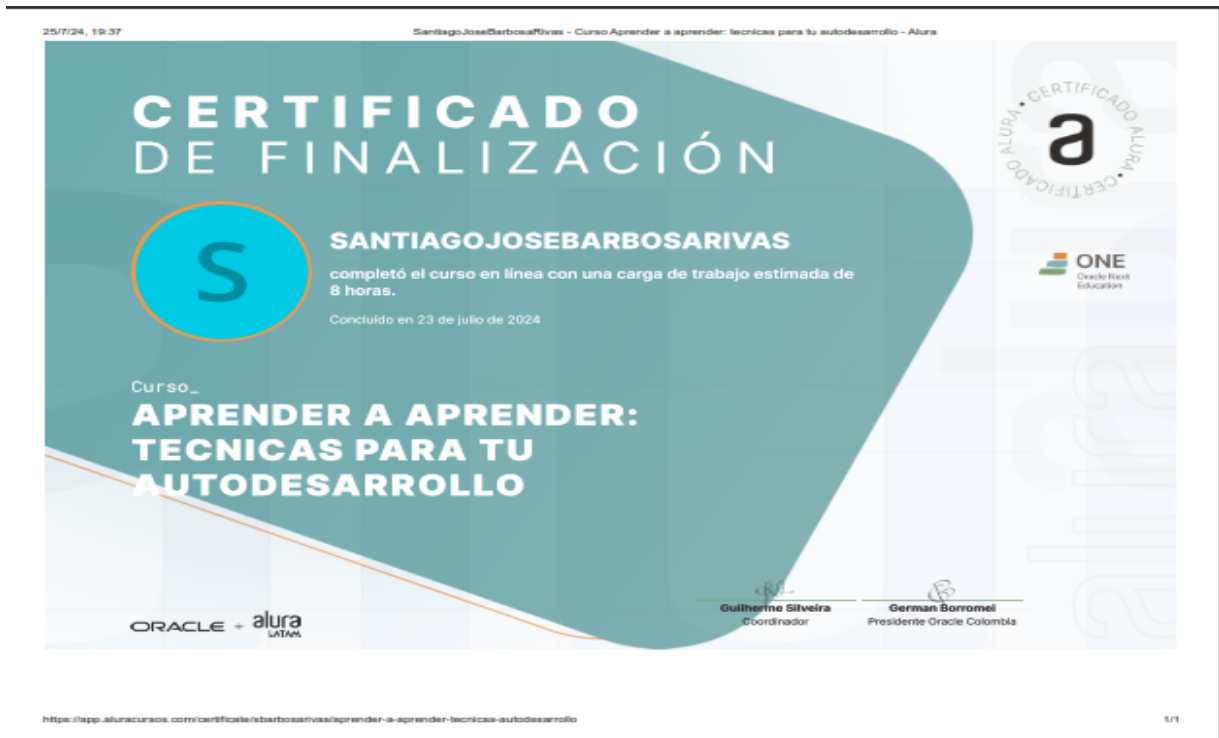 25/7/24, 19:37 SantiagoJoseBarbosaRivas - Curso Aprender a aprender: tecnicas para tu autodesarrollo - Alura
CERTIFICADO
DE FINALIZACIÓN
CERTIFICADO ALURA • CERTIFICADO ALURA •
a
S
SANTIAGOJOSEBARBOSARIVAS
completó el curso en línea con una carga de trabajo estimada de
8 horas.
Concluído en 23 de julio de 2024
ONE
Oracle Next
Education
Curso_
APRENDER A APRENDER:
TECNICAS PARA TU
AUTODESARROLLO
alura
ORACLE + alura
LATAM
Guilherme Silveira
Coordinador
German Borromei
Presidente Oracle Colombia
https://app.aluracursos.com/certificate/sbarbosarivas/aprender-a-aprender-tecnicas-autodesarrollo 1/1